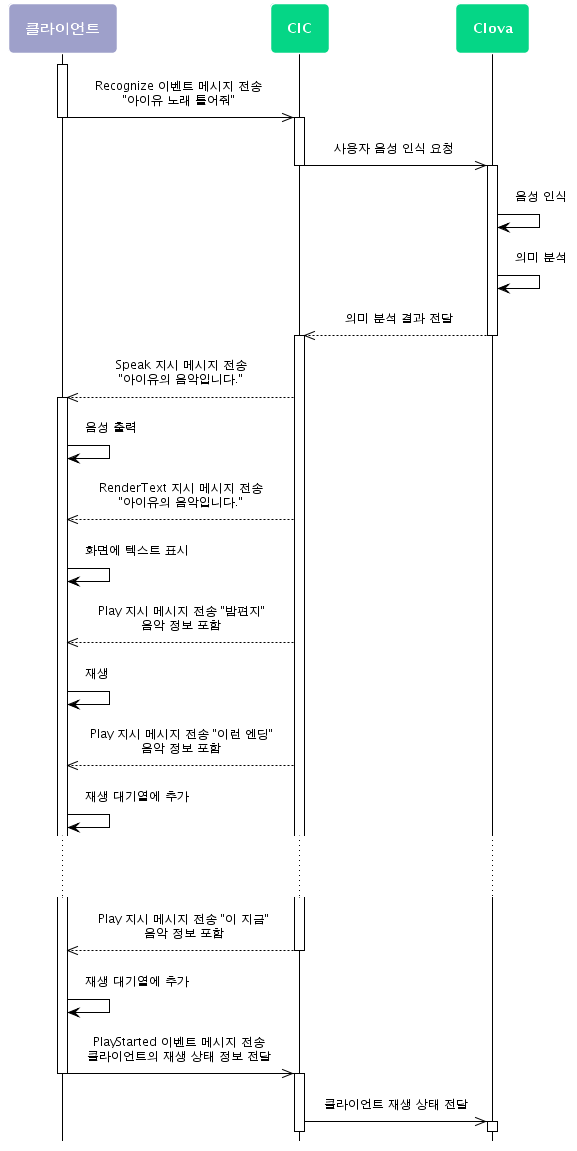 클라이언트
CIC
Clova
Recognize 이벤트 메시지 전송
"아이유 노래 틀어줘"
사용자 음성 인식 요청
음성 인식
의미 분석
의미 분석 결과 전달
Speak 지시 메시지 전송
"아이유의 음악입니다."
음성 출력
RenderText 지시 메시지 전송
"아이유의 음악입니다."
화면에 텍스트 표시
Play 지시 메시지 전송 "밤편지"
음악 정보 포함
재생
Play 지시 메시지 전송 "이런 엔딩"
음악 정보 포함
재생 대기열에 추가
Play 지시 메시지 전송 "이 지금"
음악 정보 포함
재생 대기열에 추가
PlayStarted 이벤트 메시지 전송
클라이언트의 재생 상태 정보 전달
클라이언트 재생 상태 전달